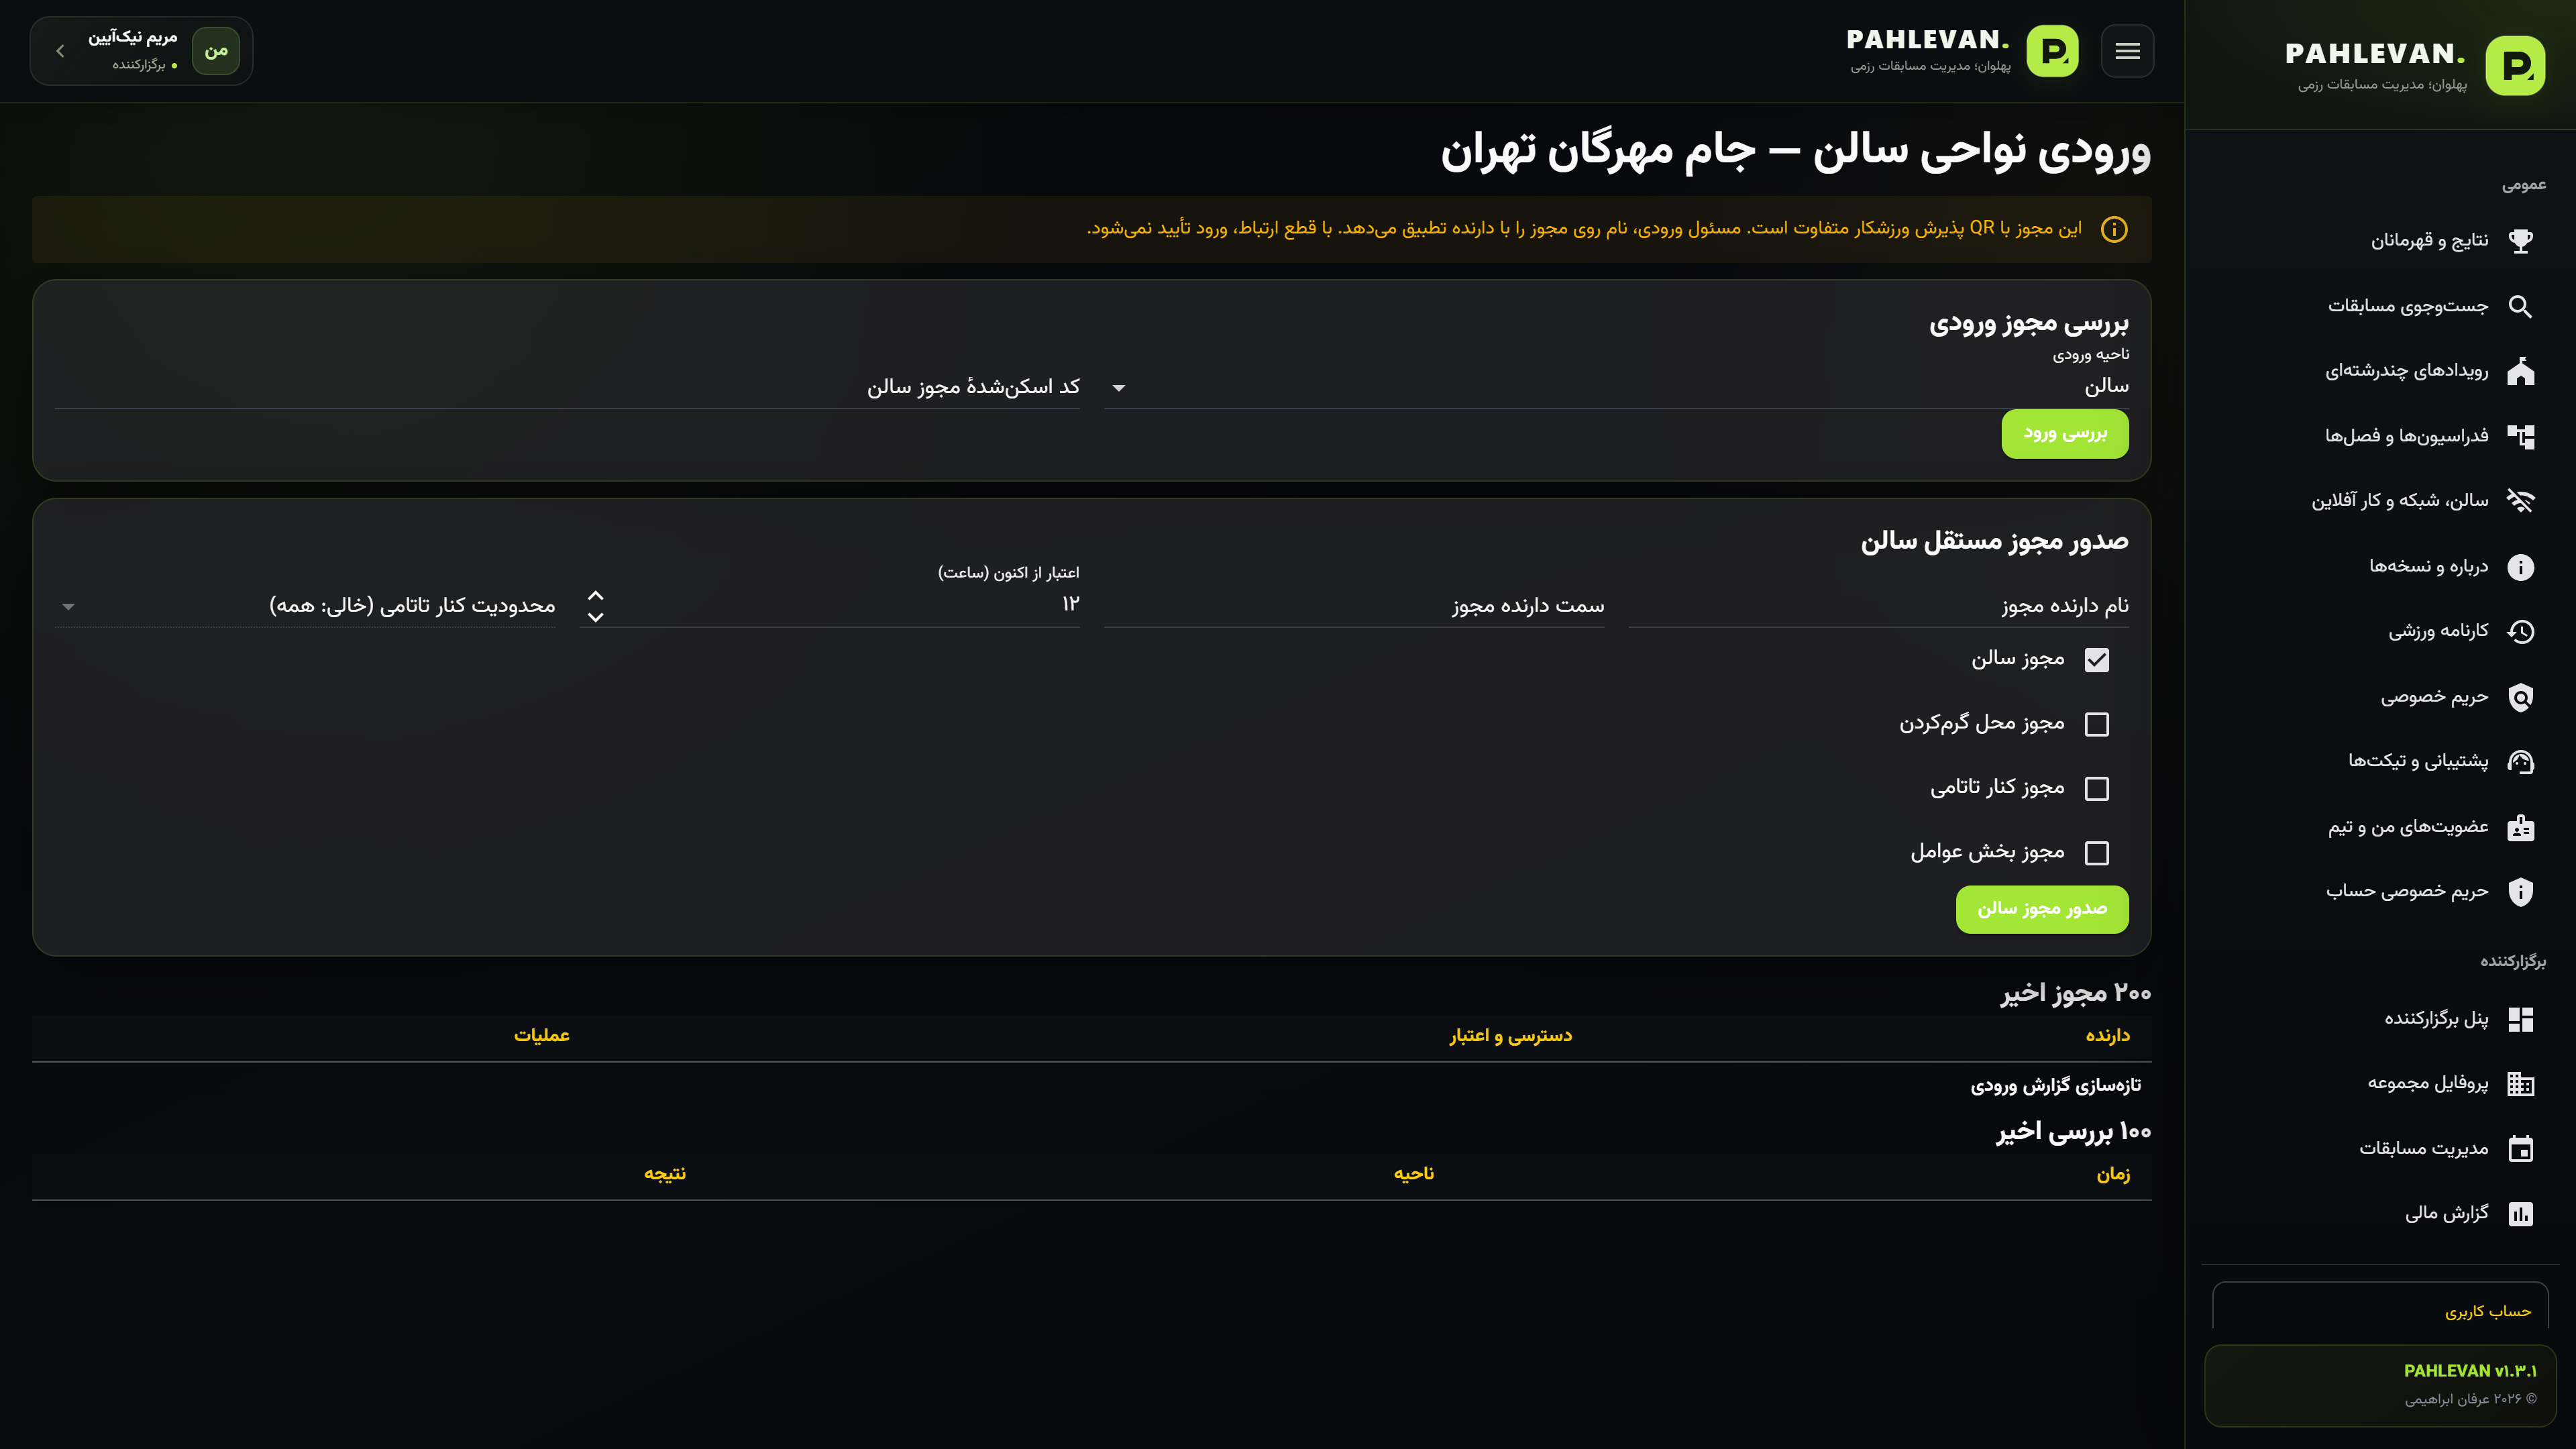 PAHLEVAN.
پهلوان؛ مدیریت مسابقات رزمی
عمومی
نتایج و قهرمانان
جست‌وجوی مسابقات
رویدادهای چندرشته‌ای
فدراسیون‌ها و فصل‌ها
سالن، شبکه و کار آفلاین
درباره و نسخه‌ها
کارنامه ورزشی
حریم خصوصی
پشتیبانی و تیکت‌ها
عضویت‌های من و تیم
حریم خصوصی حساب
برگزارکننده
پنل برگزارکننده
پروفایل مجموعه
مدیریت مسابقات
گزارش مالی
حساب کاربری
PAHLEVAN v۱.۳.۱
© ۲۰۲۶ عرفان ابراهیمی
PAHLEVAN.
پهلوان؛ مدیریت مسابقات رزمی
من
مریم نیک‌آیین
برگزارکننده
ورودی نواحی سالن — جام مهرگان تهران
این مجوز با QR پذیرش ورزشکار متفاوت است. مسئول ورودی، نام روی مجوز را با دارنده تطبیق می‌دهد. با قطع ارتباط، ورود تأیید نمی‌شود.
بررسی مجوز ورودی
ناحیه ورودی
سالن
کد اسکن‌شدهٔ مجوز سالن
بررسی ورود
صدور مجوز مستقل سالن
نام دارنده مجوز
سمت دارنده مجوز
اعتبار از اکنون (ساعت)
۱۲
محدودیت کنار تاتامی (خالی: همه)
مجوز سالن
مجوز محل گرم‌کردن
مجوز کنار تاتامی
مجوز بخش عوامل
صدور مجوز سالن
۲۰۰ مجوز اخیر
دارنده دسترسی و اعتبار عملیات
تازه‌سازی گزارش ورودی
۱۰۰ بررسی اخیر
زمان ناحیه نتیجه